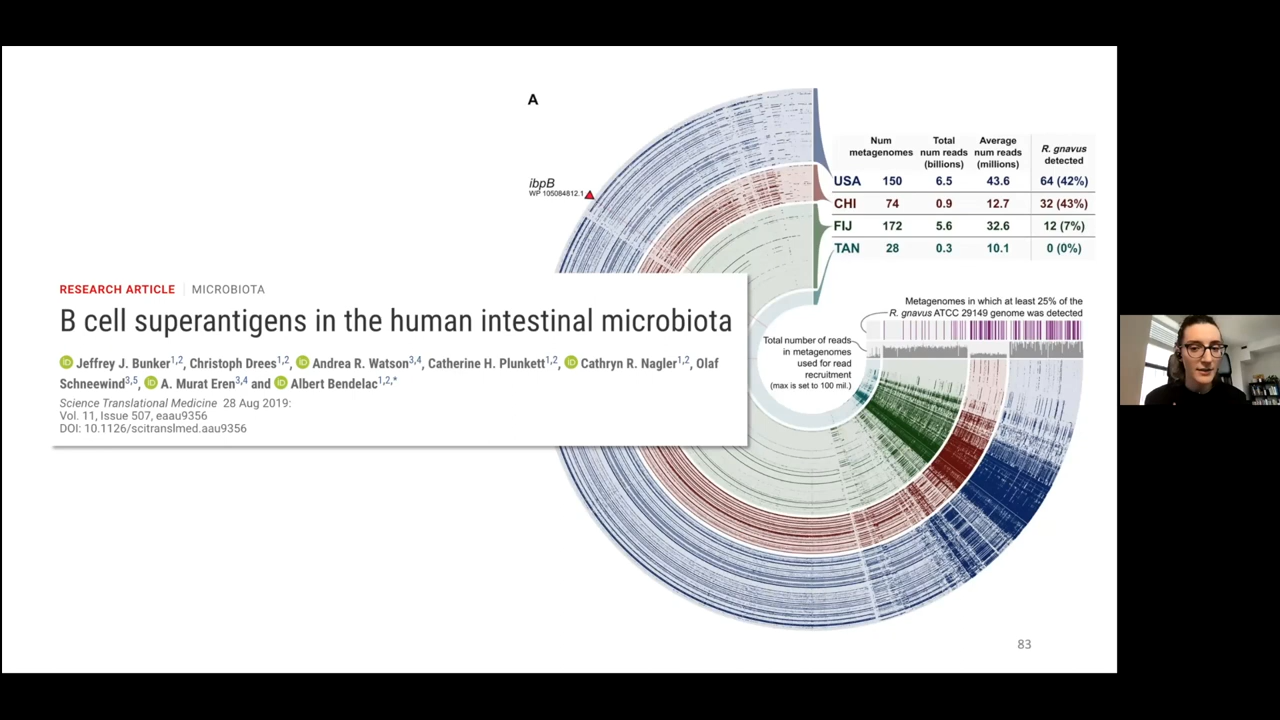 A
Num metagenomes Total num reads (billions) Average num reads (millions) R. gnavus detected
USA 150 6.5 43.6 64 (42%)
CHI 74 0.9 12.7 32 (43%)
FIJ 172 5.6 32.6 12 (7%)
TAN 28 0.3 10.1 0 (0%)
ibpB
WP 105084812.1
Metagenomes in which at least 25% of the
R. gnavus ATCC 29149 genome was detected
Total number of reads
in metagenomes
used for read
recruitment
(max is set to 100 mil.)
RESEARCH ARTICLE | MICROBIOTA
B cell superantigens in the human intestinal microbiota
iD Jeffrey J. Bunker1,2, Christoph Drees1,2, iD Andrea R. Watson3,4, Catherine H. Plunkett1,2, iD Cathryn R. Nagler1,2, Olaf
Schneewind3,5, iD A. Murat Eren3,4 and iD Albert Bendelac1,2,*
Science Translational Medicine 28 Aug 2019:
Vol. 11, Issue 507, eaau9356
DOI: 10.1126/scitranslmed.aau9356
83